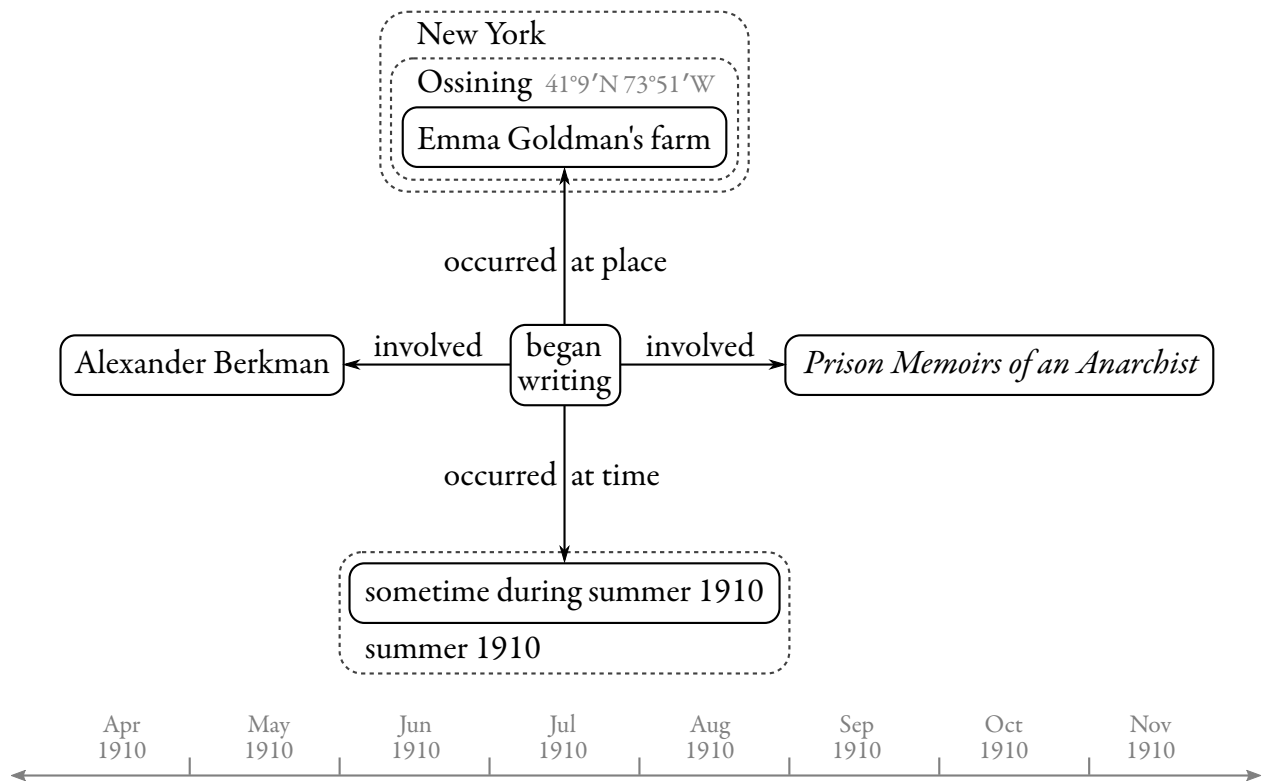 New York
Ossining 41°9′N 73°51′W
Emma Goldman's farm
occurred at place
Alexander Berkman
involved
began
writing
involved
Prison Memoirs of an Anarchist
occurred at time
sometime during summer 1910
summer 1910
Apr May Jun Jul Aug Sep Oct Nov
1910 1910 1910 1910 1910 1910 1910 1910